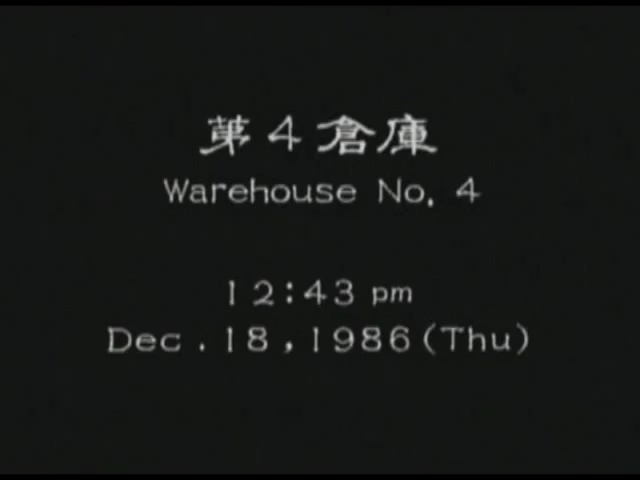 第4倉庫
Warehouse No. 4
12:43 pm
Dec.18,1986(Thu)